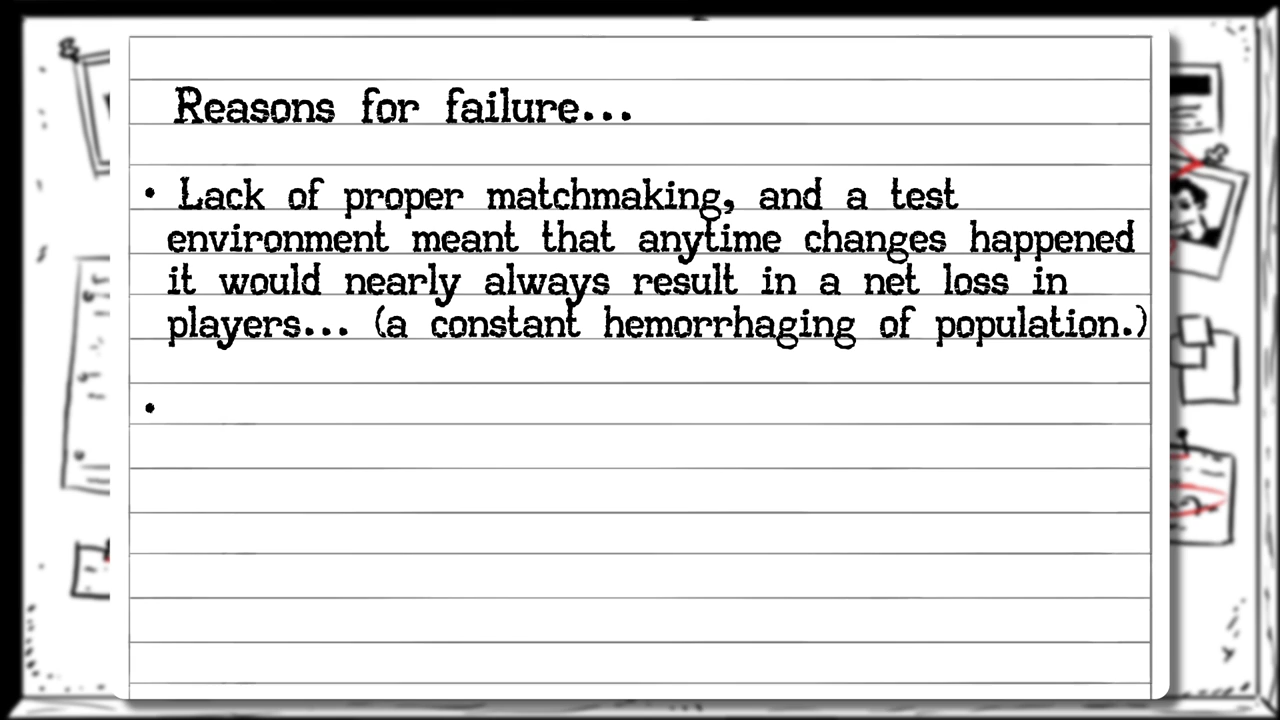 Reasons for failure...
• Lack of proper matchmaking, and a test
environment meant that anytime changes happened
it would nearly always result in a net loss in
players... (a constant hemorrhaging of population.)
•